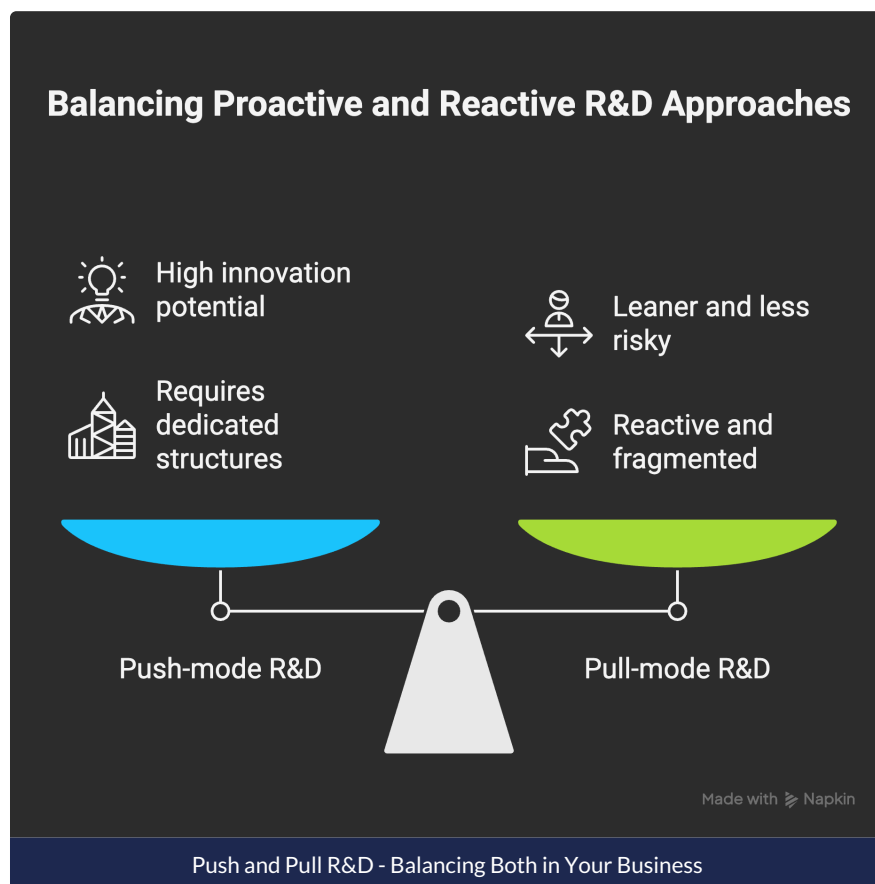 Balancing Proactive and Reactive R&D Approaches
High innovation
potential
Requires
dedicated
structures
Leaner and less
risky
Reactive and
fragmented
Push-mode R&D
Pull-mode R&D
Made with Napkin
Push and Pull R&D - Balancing Both in Your Business